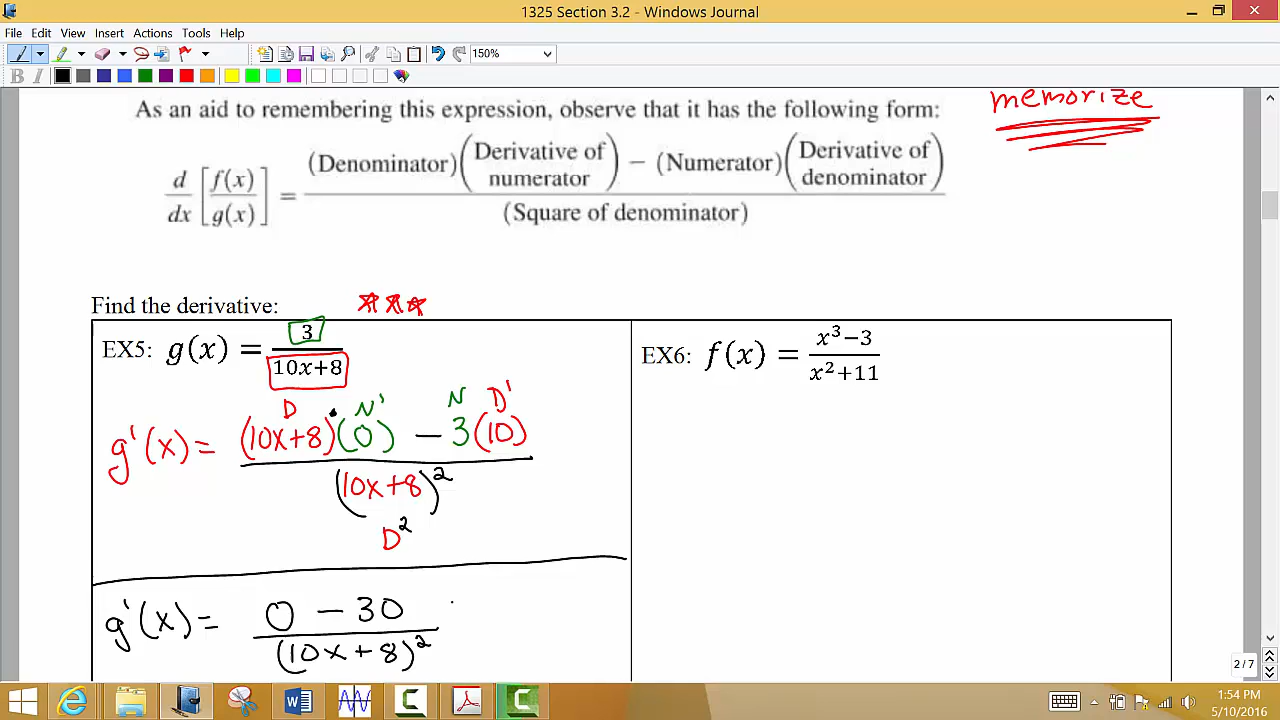 1325 Section 3.2 - Windows Journal
File Edit View Insert Actions Tools Help
150%
B I
As an aid to remembering this expression, observe that it has the following form:
memorize
d/dx [f(x)/g(x)] = (Denominator)(Derivative of numerator) − (Numerator)(Derivative of denominator) / (Square of denominator)
Find the derivative:
EX5: g(x) = 3/(10x+8)
EX6: f(x) = (x³−3)/(x²+11)
D N' N D'
g'(x) = (10x+8)(0) − 3(10) / (10x+8)²
D²
g'(x) = 0 − 30 / (10x+8)²
2/7
W
1:54 PM
5/10/2016